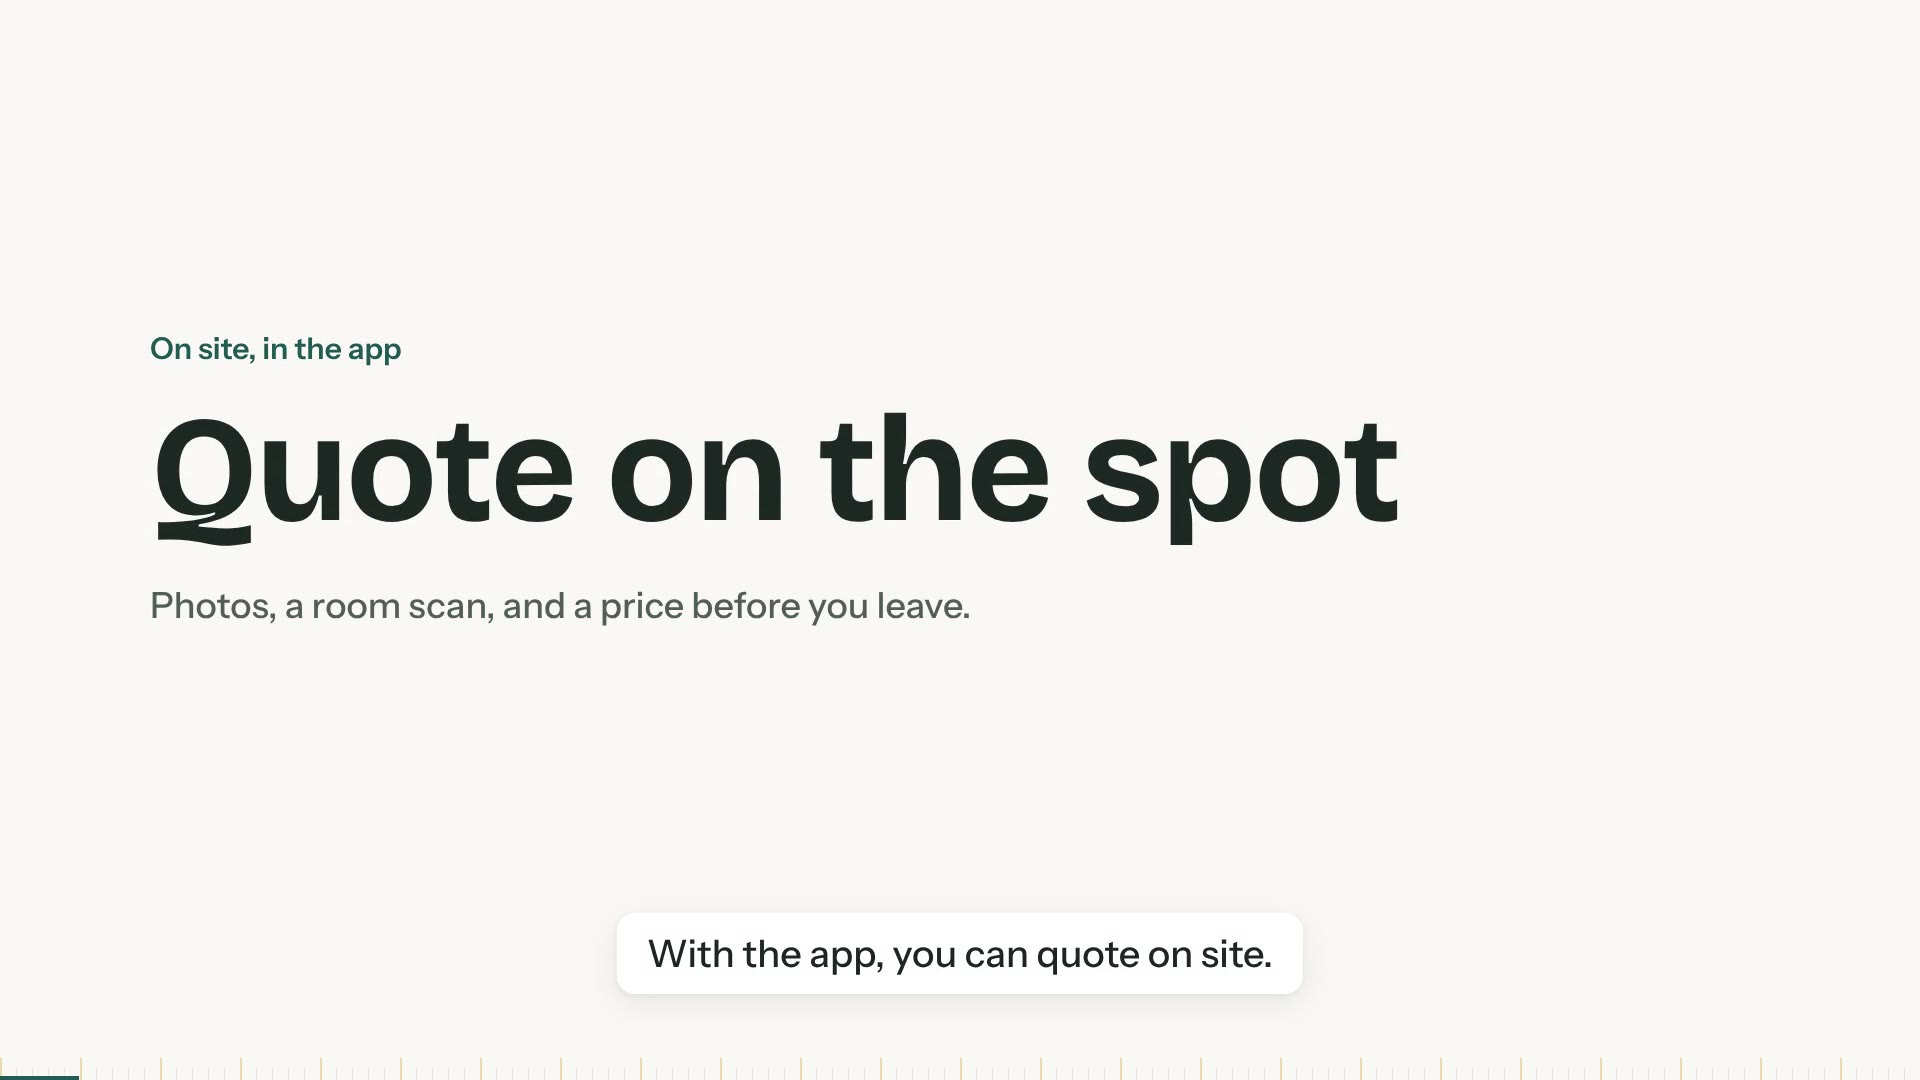 On site, in the app
Quote on the spot
Photos, a room scan, and a price before you leave.
With the app, you can quote on site.